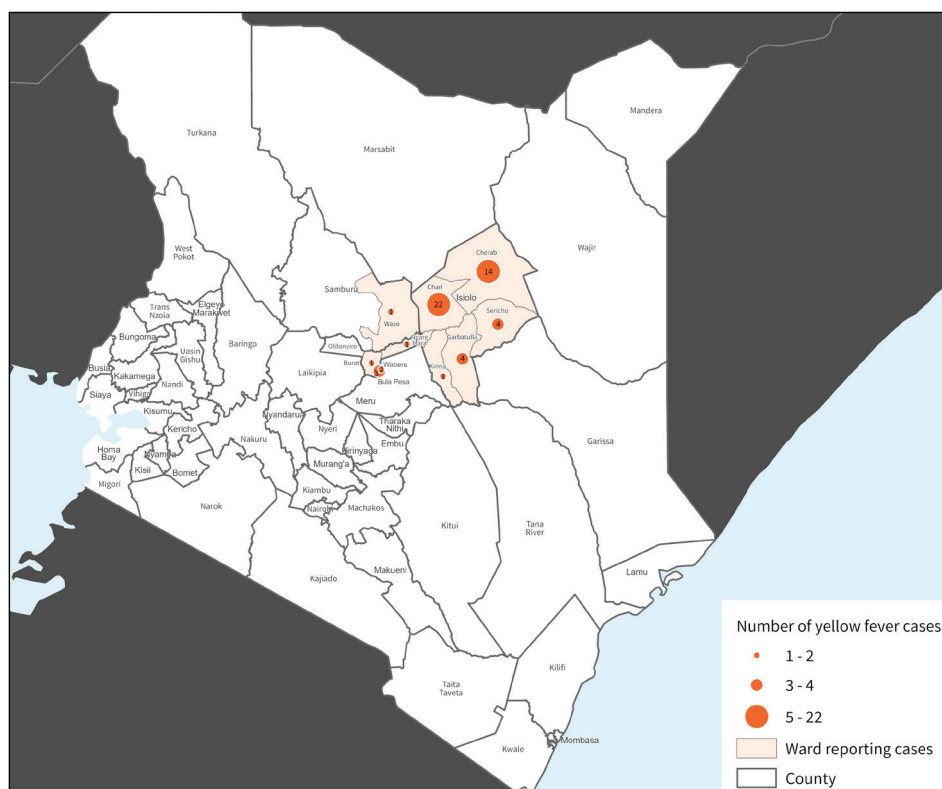 Mandera
Turkana
Marsabit
Wajir
West
Pokot
Cherab
14
Samburu
Chari
22
Isiolo
Sericho
4
Waso
1
Trans
Nzoia
Elgeyo
Marakwet
Bungoma
Uasin
Gishu
Baringo
Oldonyiro
Ngare
Mara
Garbatulla
4
Busia
Kakamega
Nandi
Laikipia
Burat
Wabera
Kinna
Bula Pesa
Siaya
Vihiga
Kisumu
Meru
Kericho
Nyandarua
Nyeri
Tharaka
Nithi
Garissa
Homa
Bay
Nyamira
Kisii
Bomet
Nakuru
Kirinyaga
Embu
Murang'a
Migori
Narok
Kiambu
Nairobi
Machakos
Kitui
Tana
River
Kajiado
Makueni
Lamu
Taita
Taveta
Kilifi
Kwale
Mombasa
Number of yellow fever cases
1 - 2
3 - 4
5 - 22
Ward reporting cases
County